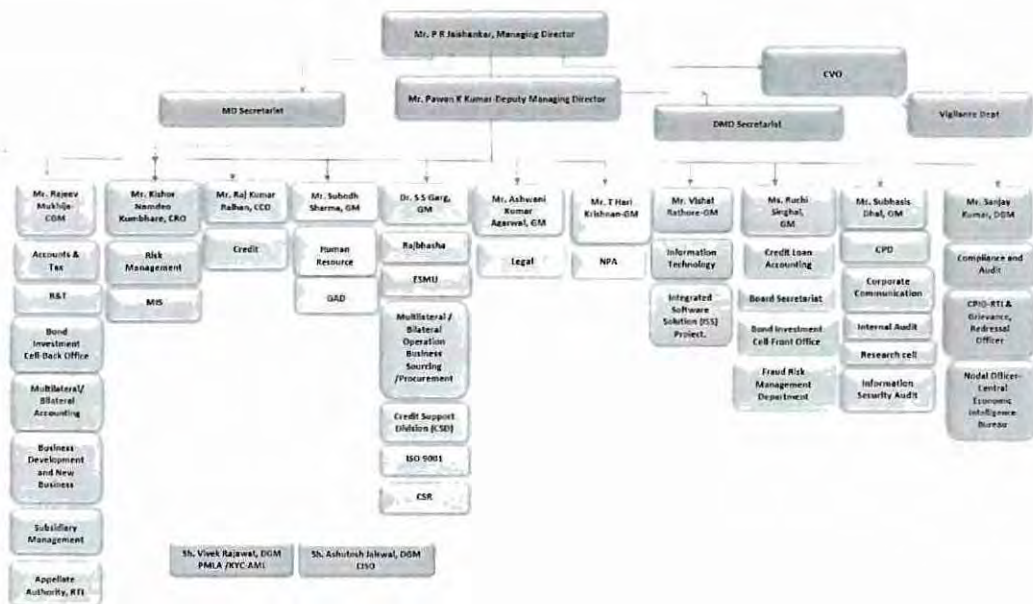 Mr. P R Jaishankar, Managing Director
CVO
Mr. Pawan K Kumar-Deputy Managing Director
MD Secretariat
DMD Secretariat
Vigilance Dept
Mr. Rajeev
Mukhija-
CGM
Accounts &
Tax
R&T
Bond
Investment
Cell-Back Office
Multilateral/
Bilateral
Accounting
Business
Development
and New
Business
Subsidiary
Management
Appellate
Authority, RTI
Mr. Kishor
Namdeo
Kumbhare, CRO
Risk
Management
MIS
Mr. Raj Kumar
Ralhan, CCO
Credit
Mr. Subodh
Sharma, GM
Human
Resource
GAD
Dr. S S Garg,
GM
Rajbhasha
ESMU
Multilateral /
Bilateral
Operation
Business
Sourcing
/Procurement
Credit Support
Division (CSD)
ISO 9001
CSR
Mr. Ashwani
Kumar
Agarwal, GM
Legal
Mr. T Hari
Krishnan-GM
NPA
Mr. Vishal
Rathore-GM
Information
Technology
Integrated
Software
Solution (ISS)
Project.
Ms. Ruchi
Singhal,
GM
Credit Loan
Accounting
Board Secretariat
Bond Investment
Cell-Front Office
Fraud Risk
Management
Department
Mr. Subhasis
Dhal, GM
CPD
Corporate
Communication
Internal Audit
Research cell
Information
Security Audit
Mr. Sanjay
Kumar, DGM
Compliance and
Audit
CPIO-RTI &
Grievance,
Redressal
Officer
Nodal Officer-
Central
Economic
Intelligence
Bureau
Sh. Vivek Rajawal, DGM
PMLA /KYC-AML
Sh. Ashutosh Jaiswal, DGM
CISO